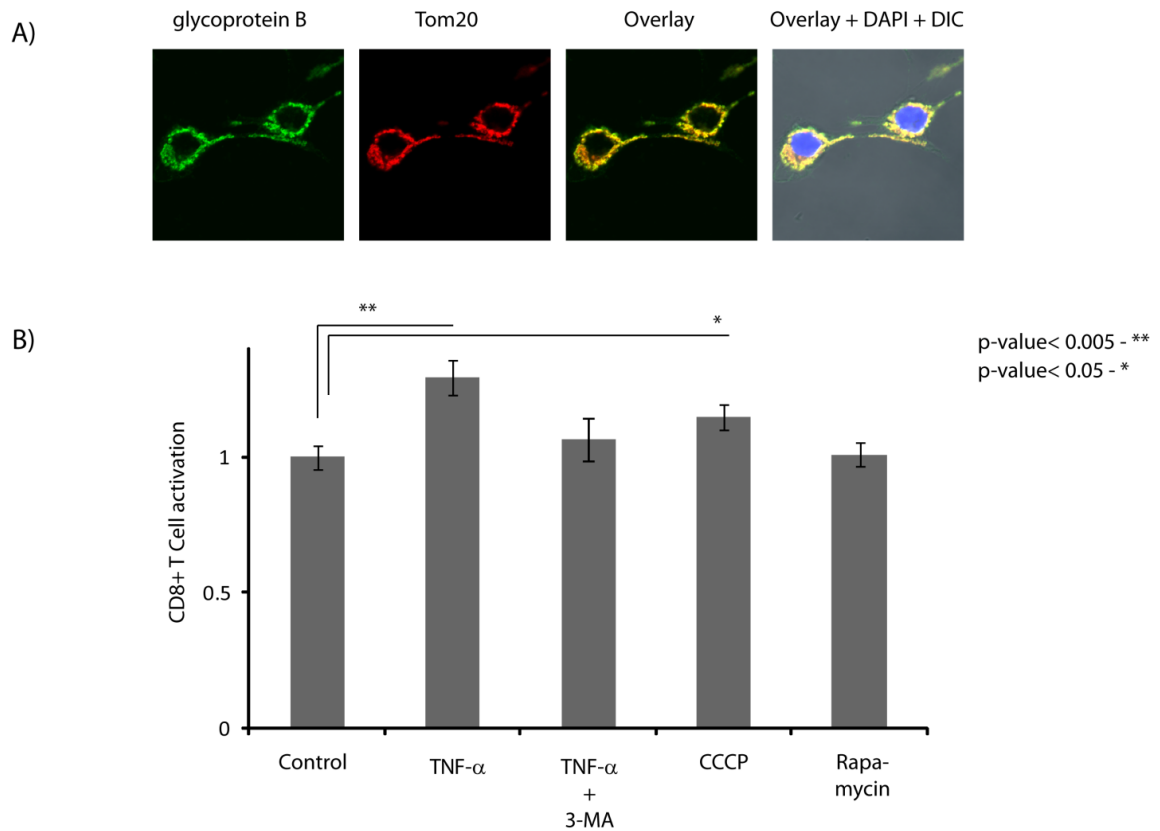 A)
glycoprotein B
Tom20
Overlay
Overlay + DAPI + DIC
B)
**
*
p-value< 0.005 - **
p-value< 0.05 - *
CD8+ T Cell activation
1
0.5
0
Control
TNF-α
TNF-α
+
3-MA
CCCP
Rapa-
mycin